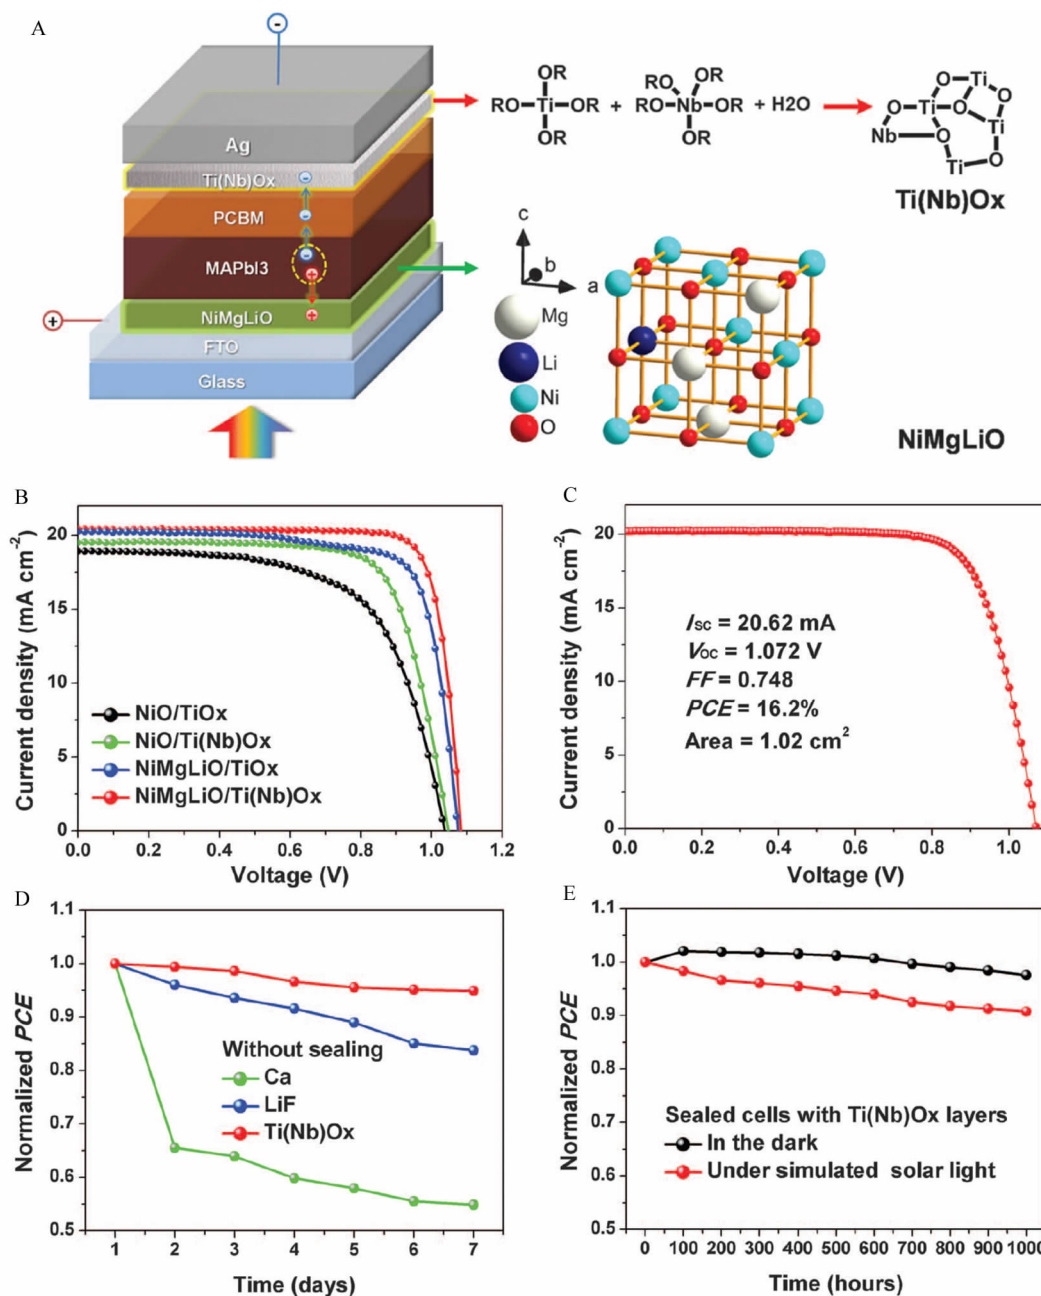 A
-
Ag
Ti(Nb)Ox
PCBM
MAPbI3
NiMgLiO
FTO
Glass
+
OR
RO-Ti-OR
OR
+
RO OR
RO-Nb-OR
OR
+ H2O
O Ti
O-Ti-O O
Nb O Ti
Ti O
Ti(Nb)Ox
c
b
a
Mg
Li
Ni
O
NiMgLiO
B
Current density (mA cm-2)
20
15
10
5
0
NiO/TiOx
NiO/Ti(Nb)Ox
NiMgLiO/TiOx
NiMgLiO/Ti(Nb)Ox
0.0 0.2 0.4 0.6 0.8 1.0 1.2
Voltage (V)
C
Current density (mA cm-2)
20
15
10
5
0
Isc = 20.62 mA
Voc = 1.072 V
FF = 0.748
PCE = 16.2%
Area = 1.02 cm2
0.0 0.2 0.4 0.6 0.8 1.0
Voltage (V)
D
Normalized PCE
1.1
1.0
0.9
0.8
0.7
0.6
0.5
Without sealing
Ca
LiF
Ti(Nb)Ox
1 2 3 4 5 6 7
Time (days)
E
Normalized PCE
1.1
1.0
0.9
0.8
0.7
0.6
0.5
Sealed cells with Ti(Nb)Ox layers
In the dark
Under simulated solar light
0 100 200 300 400 500 600 700 800 900 1000
Time (hours)